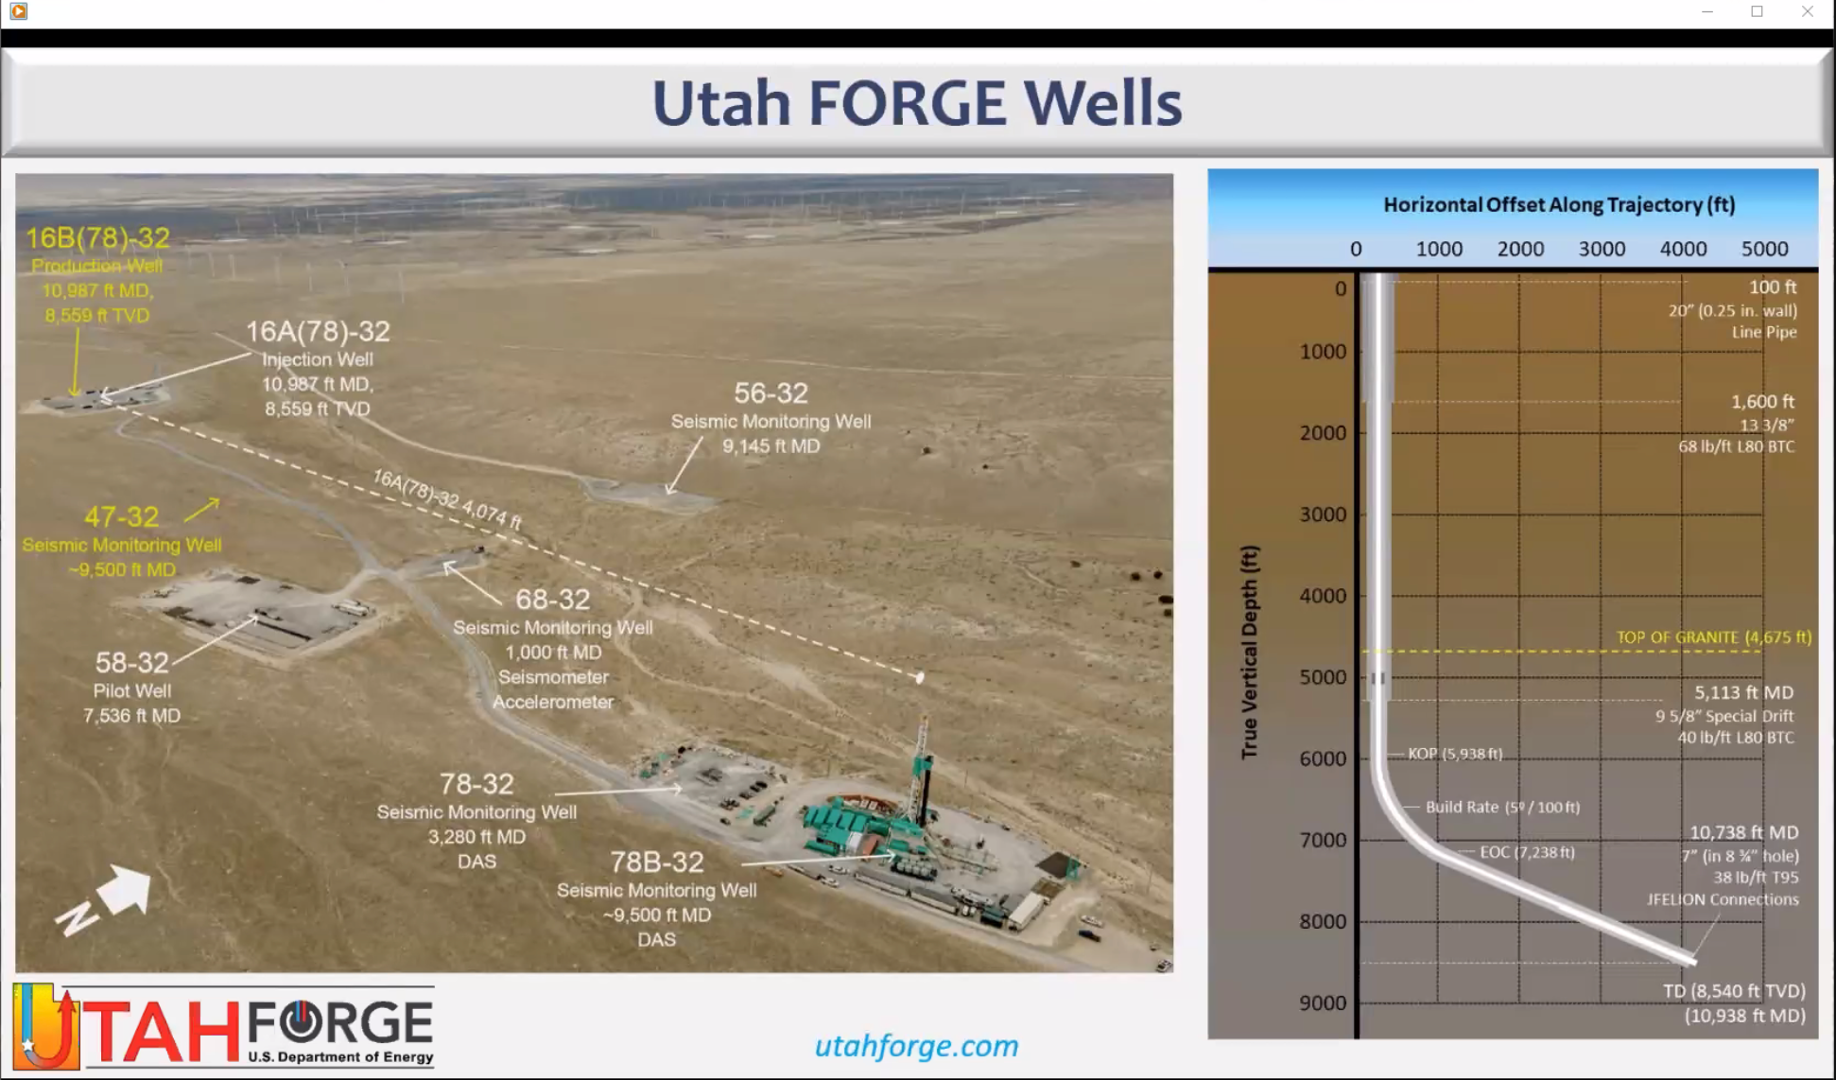 Utah FORGE Wells
16B(78)-32
Production Well
10,987 ft MD,
8,559 ft TVD
16A(78)-32
Injection Well
10,987 ft MD,
8,559 ft TVD
56-32
Seismic Monitoring Well
9,145 ft MD
16A(78)-32 4,074 ft
47-32
Seismic Monitoring Well
~9,500 ft MD
68-32
Seismic Monitoring Well
1,000 ft MD
Seismometer
Accelerometer
58-32
Pilot Well
7,536 ft MD
78-32
Seismic Monitoring Well
3,280 ft MD
DAS
78B-32
Seismic Monitoring Well
~9,500 ft MD
DAS
N
Horizontal Offset Along Trajectory (ft)
0 1000 2000 3000 4000 5000
True Vertical Depth (ft)
0
1000
2000
3000
4000
5000
6000
7000
8000
9000
100 ft
20” (0.25 in. wall)
Line Pipe
1,600 ft
13 3/8”
68 lb/ft L80 BTC
TOP OF GRANITE (4,675 ft)
5,113 ft MD
9 5/8” Special Drift
40 lb/ft L80 BTC
KOP (5,938 ft)
Build Rate (5º / 100 ft)
EOC (7,238 ft)
10,738 ft MD
7” (in 8 ¾” hole)
38 lb/ft T95
JFELION Connections
TD (8,540 ft TVD)
(10,938 ft MD)
UTAH FORGE
U.S. Department of Energy
utahforge.com